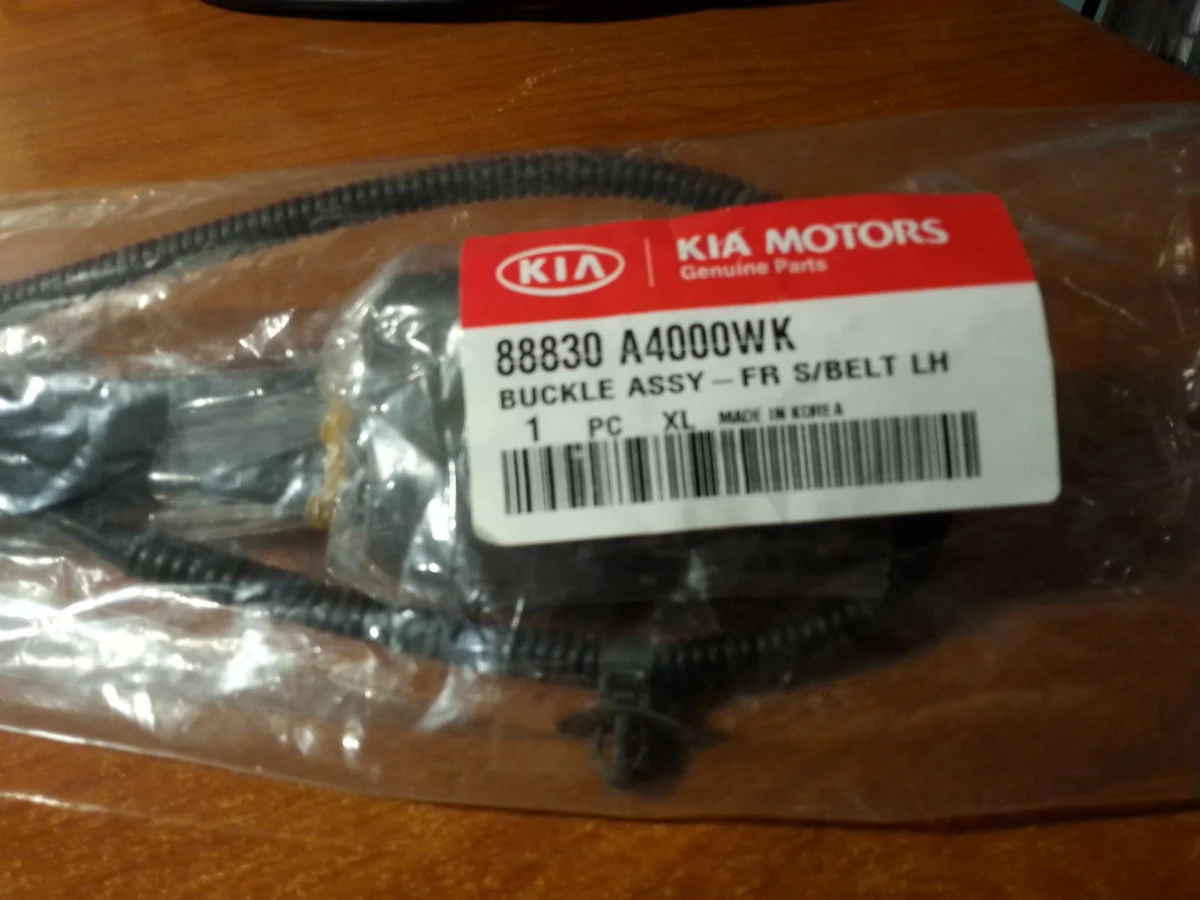 KIA
KIA MOTORS
Genuine Parts
88830 A4000WK
BUCKLE ASSY-FR S/BELT LH
1 PC XL MADE IN KOREA